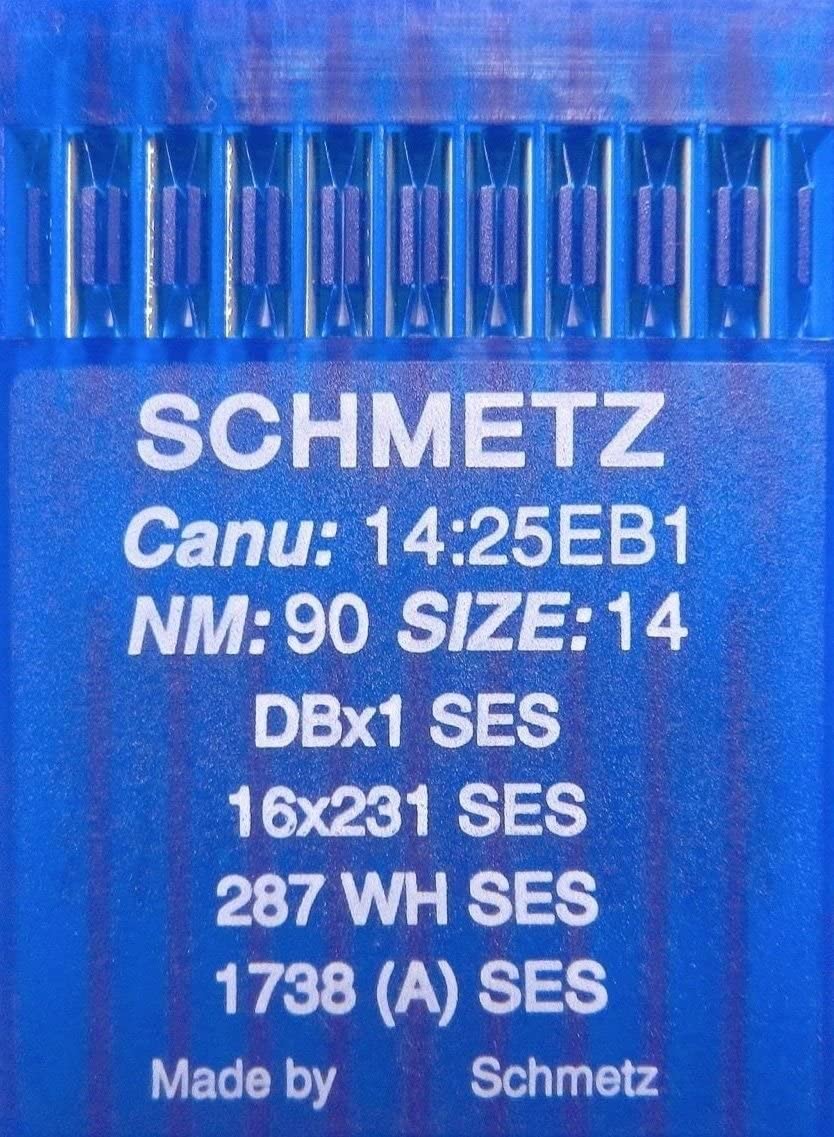 SCHMETZ
Canu: 14:25EB1
NM: 90 SIZE: 14
DBx1 SES
16x231 SES
287 WH SES
1738 (A) SES
Made by Schmetz